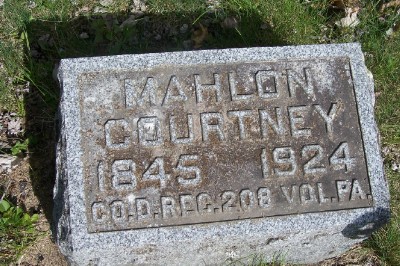 MAHLON
COURTNEY
1845 1924
CO.D.REG.208 VOL.PA.